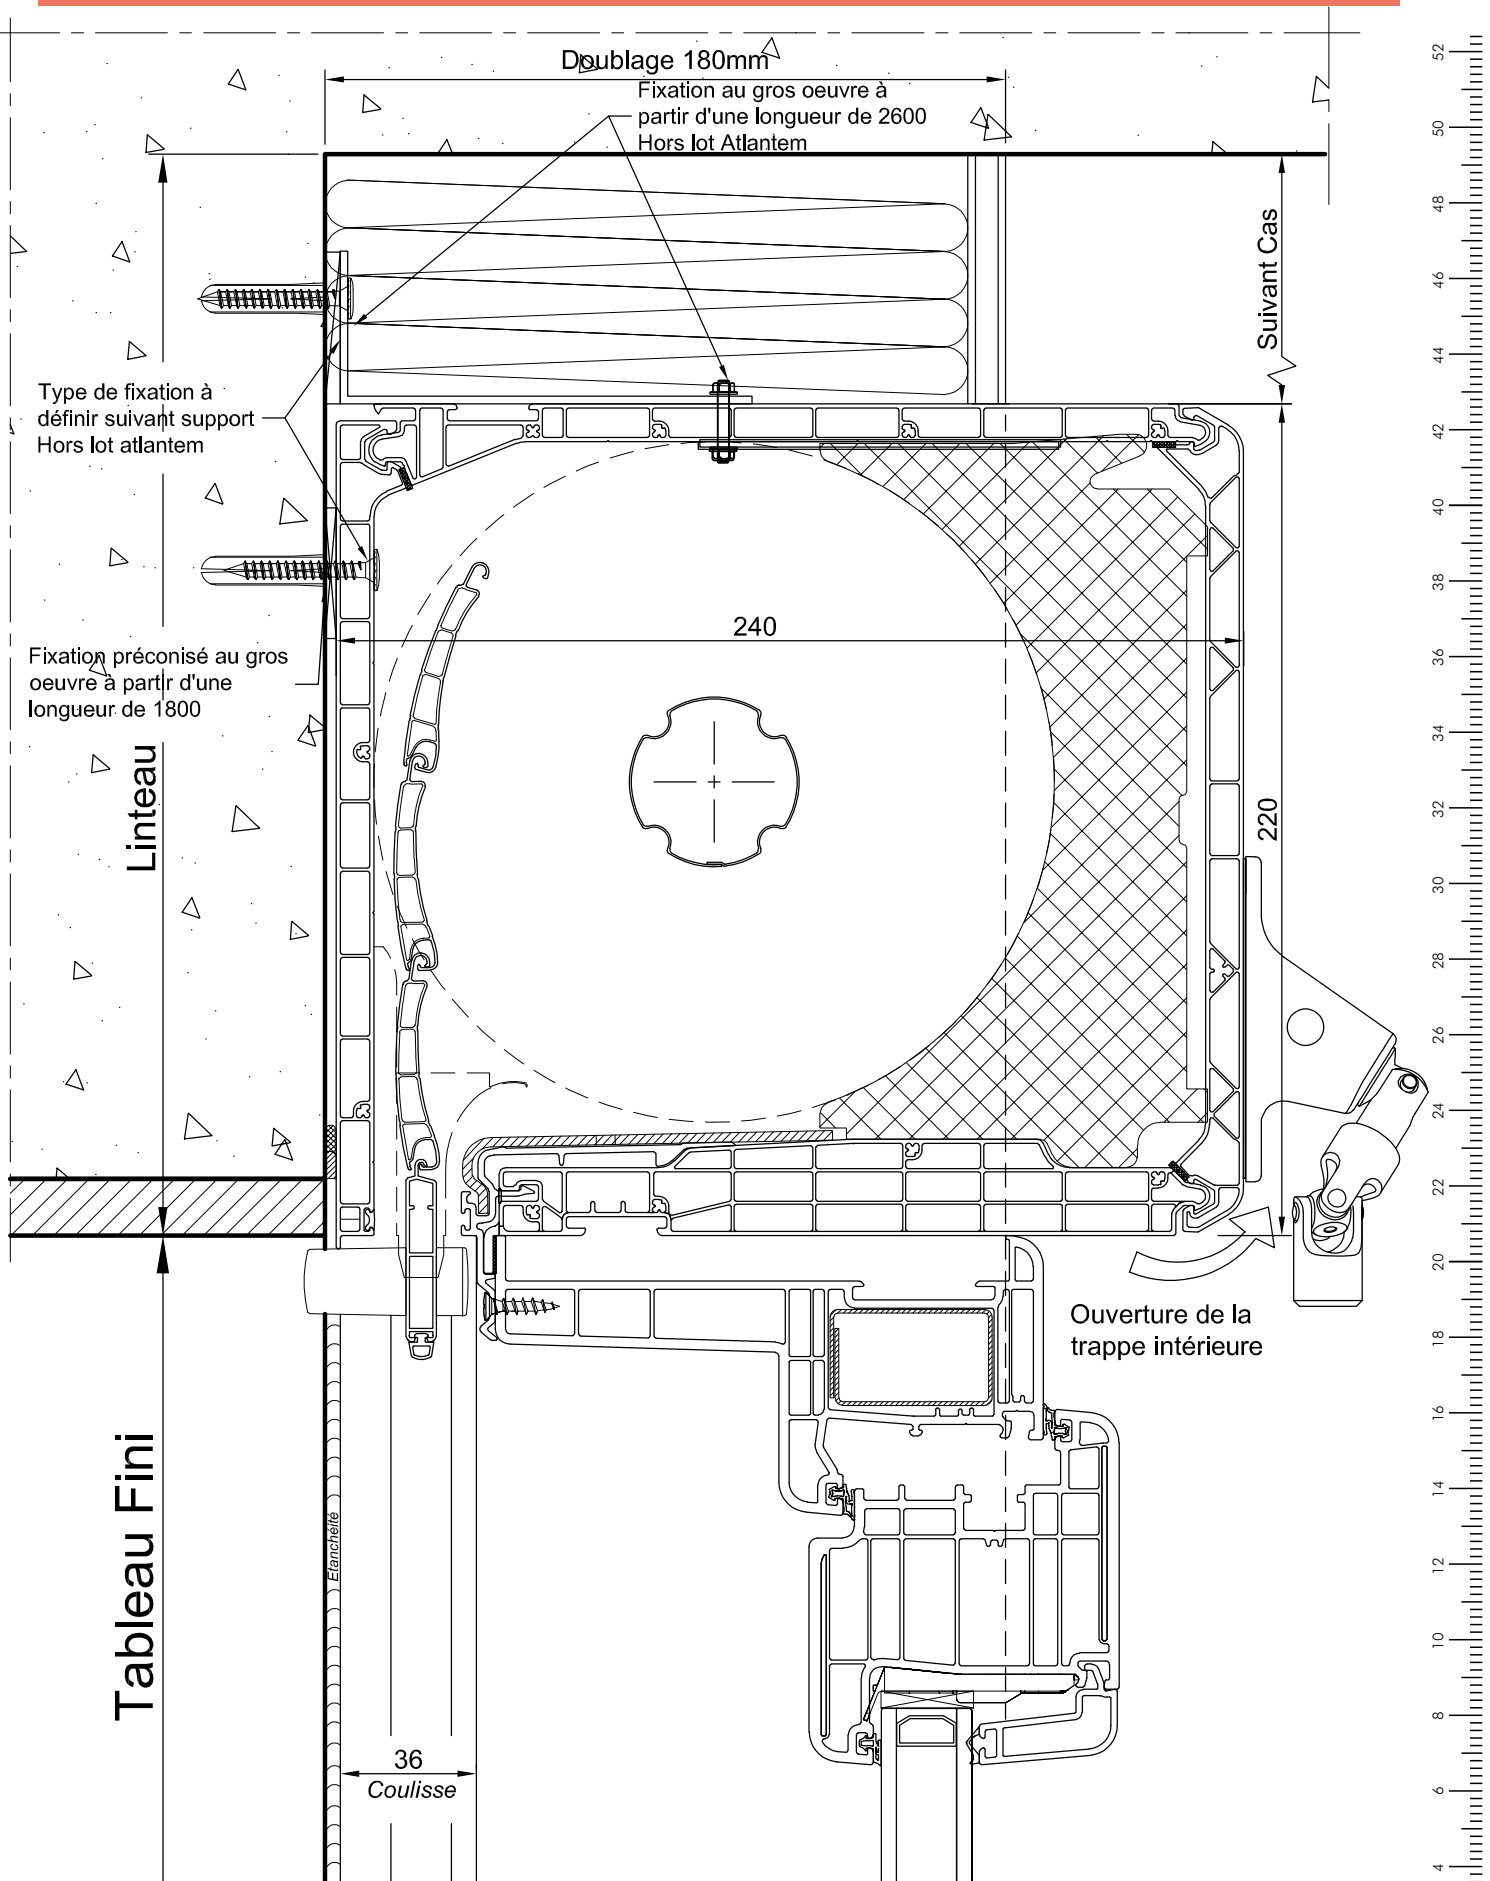 Doublage 180mm
Fixation au gros oeuvre à
partir d'une longueur de 2600
Hors lot Atlantem
Suivant Cas
Type de fixation à
définir suivant support
Hors lot atlantem
240
Fixation préconisé au gros
oeuvre à partir d'une
longueur de 1800
Linteau
220
Ouverture de la
trappe intérieure
Tableau Fini
Etanchéité
36
Coulisse
52
50
48
46
44
42
40
38
36
34
32
30
28
26
24
22
20
18
16
14
12
10
8
6
4